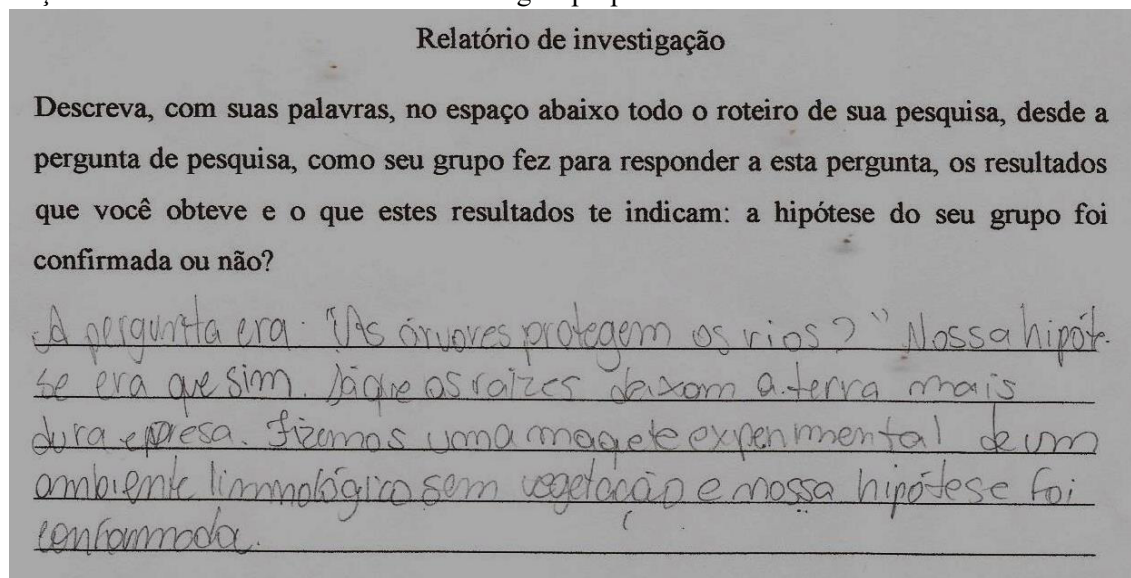 Relatório de investigação
Descreva, com suas palavras, no espaço abaixo todo o roteiro de sua pesquisa, desde a
pergunta de pesquisa, como seu grupo fez para responder a esta pergunta, os resultados
que você obteve e o que estes resultados te indicam: a hipótese do seu grupo foi
confirmada ou não?
A pergunta era: "As árvores protegem os rios?" Nossa hipóte-
se era que sim. Já que as raízes deixam a terra mais
dura e presa. Fizemos uma maqete experimental de um
ambiente limnológico sem vegetação e nossa hipótese foi